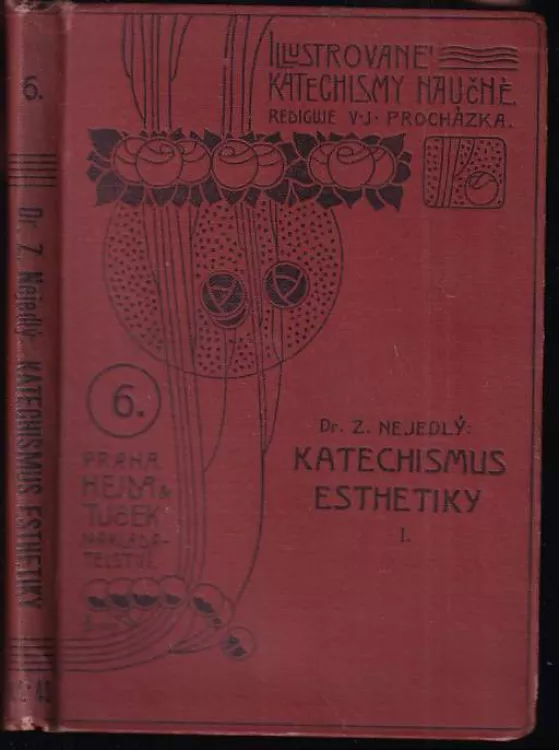 6.
Dr. Z. Nejedlý: KATECHISMUS ESTHETIKY
ILLUSTROVANÉ
KATECHISMY NAUČNÉ.
REDIGUJE V. J. PROCHÁZKA.
6.
PRAHA
HEJDA &
TUČEK
NAKLADA-
TELSTVÍ.
Dr. Z. NEJEDLÝ:
KATECHISMUS
ESTHETIKY
I.